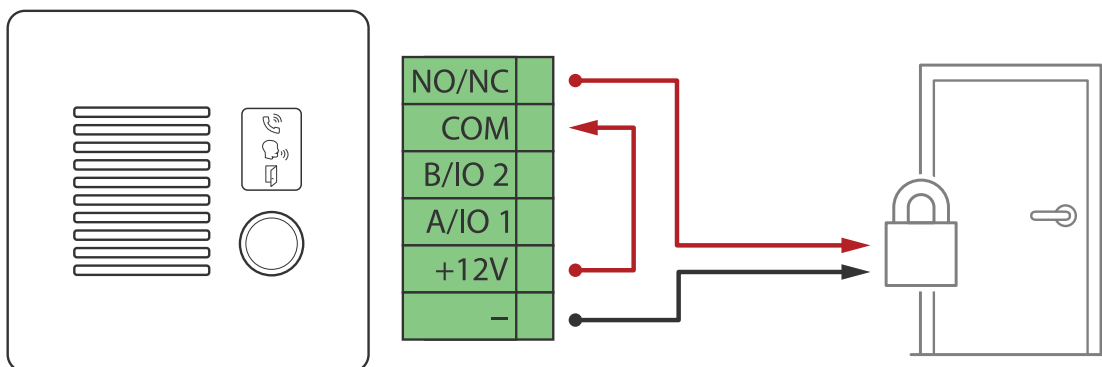 NO/NC
COM
B/IO 2
A/IO 1
+12V
–